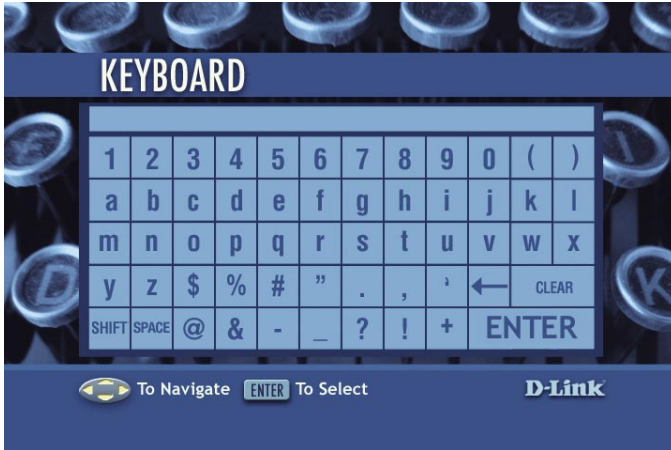 KEYBOARD
1 2 3 4 5 6 7 8 9 0 ( )
a b c d e f g h i j k l
m n o p q r s t u v w x
y z $ % # ” . , ← CLEAR
SHIFT SPACE @ & - _ ? ! + ENTER
To Navigate ENTER To Select D-Link
D
K